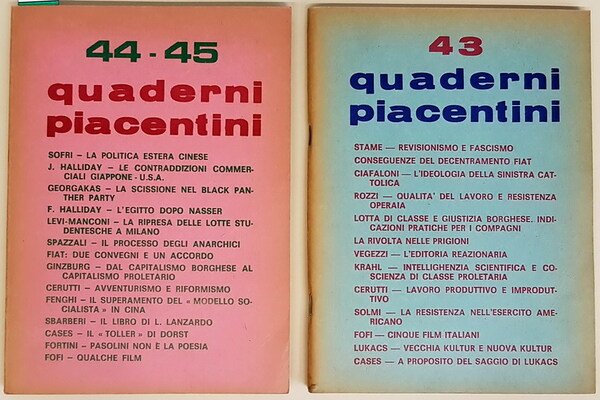 44-45
quaderni
piacentini
SOFRI – LA POLITICA ESTERA CINESE
J. HALLIDAY – LE CONTRADDIZIONI COMMER-
CIALI GIAPPONE - U.S.A.
GEORGAKAS – LA SCISSIONE NEL BLACK PAN-
THER PARTY
F. HALLIDAY – L'EGITTO DOPO NASSER
LEVI-MANCONI – LA RIPRESA DELLE LOTTE STU-
DENTESCHE A MILANO
SPAZZALI – IL PROCESSO DEGLI ANARCHICI
FIAT: DUE CONVEGNI E UN ACCORDO
GINZBURG – DAL CAPITALISMO BORGHESE AL
CAPITALISMO PROLETARIO
CERUTTI – AVVENTURISMO E RIFORMISMO
FENGHI – IL SUPERAMENTO DEL « MODELLO SO-
CIALISTA » IN CINA
SBARBERI – IL LIBRO DI L. LANZARDO
CASES – IL « TOLLER » DI DORST
FORTINI – PASOLINI NON È LA POESIA
FOFI – QUALCHE FILM
43
quaderni
piacentini
STAME — REVISIONISMO E FASCISMO
CONSEGUENZE DEL DECENTRAMENTO FIAT
CIAFALONI — L'IDEOLOGIA DELLA SINISTRA CAT-
TOLICA
ROZZI — QUALITA' DEL LAVORO E RESISTENZA
OPERAIA
LOTTA DI CLASSE E GIUSTIZIA BORGHESE. INDI-
CAZIONI PRATICHE PER I COMPAGNI
LA RIVOLTA NELLE PRIGIONI
VEGEZZI — L'EDITORIA REAZIONARIA
KRAHL — INTELLIGHENZIA SCIENTIFICA E CO-
SCIENZA DI CLASSE PROLETARIA
CERUTTI — LAVORO PRODUTTIVO E IMPRODUT-
TIVO
SOLMI — LA RESISTENZA NELL'ESERCITO AME-
RICANO
FOFI — CINQUE FILM ITALIANI
LUKACS — VECCHIA KULTUR E NUOVA KULTUR
CASES — A PROPOSITO DEL SAGGIO DI LUKACS